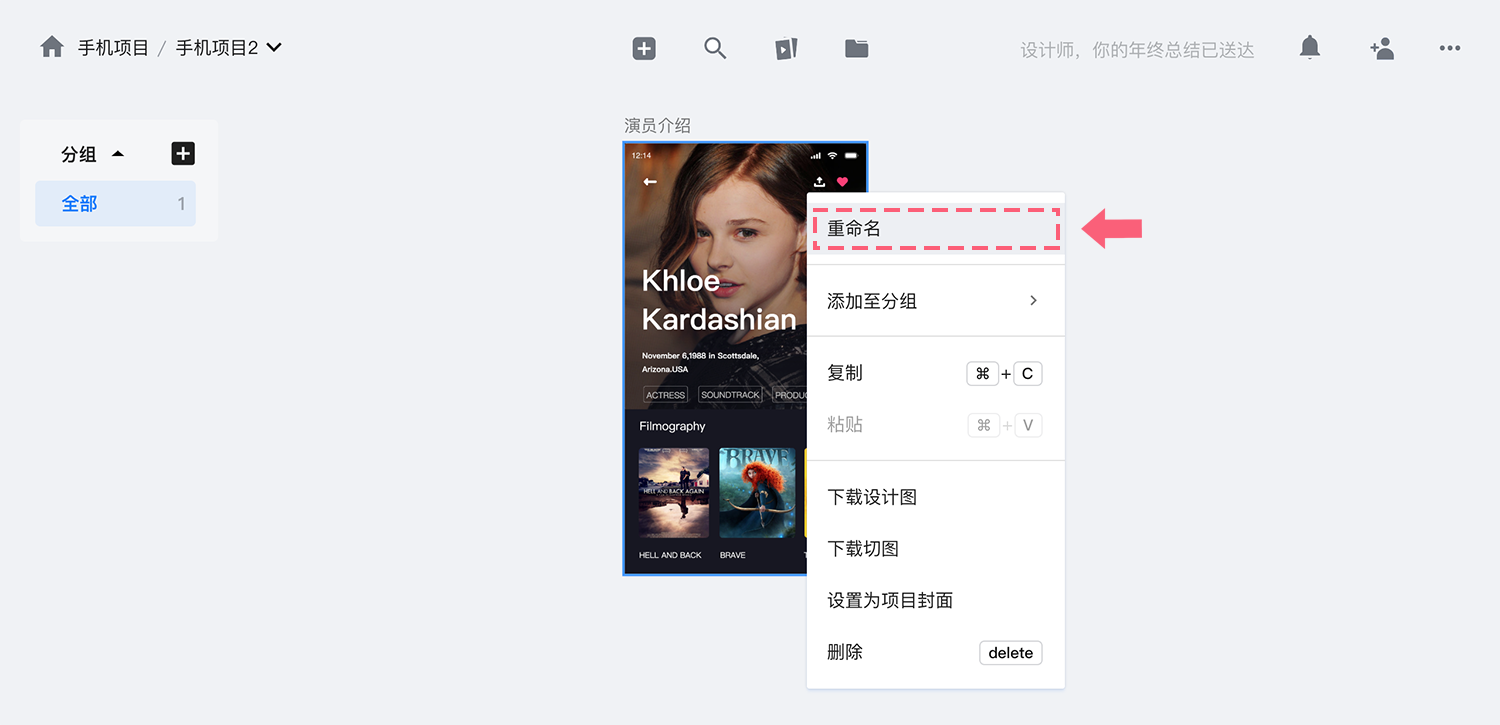 手机项目 / 手机项目2
设计师，你的年终总结已送达
分组
全部 1
演员介绍
12:14
Khloe
Kardashian
November 6,1988 in Scottsdale,
Arizona.USA
ACTRESS SOUNDTRACK PRODUC
Filmography
HELL AND BACK AGAIN
BRAVE
HELL AND BACK BRAVE T
重命名
添加至分组
复制 ⌘ + C
粘贴 ⌘ + V
下载设计图
下载切图
设置为项目封面
删除 delete